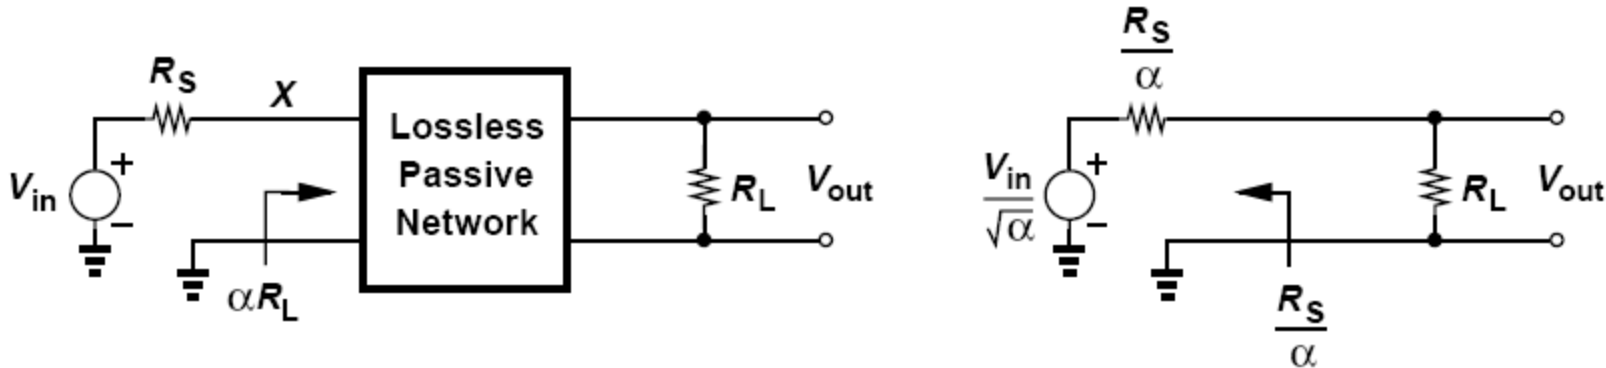 R_S
X
V_in
+
−
αR_L
Lossless
Passive
Network
R_L
V_out
R_S
α
V_in
√α
+
−
R_L
V_out
R_S
α